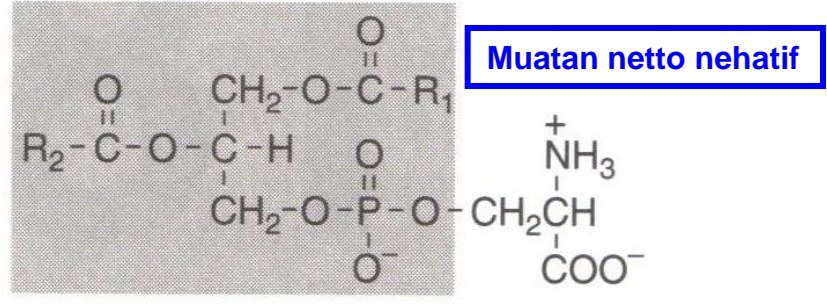 O
Muatan netto nehatif
O CH₂-O-C-R₁
R₂-C-O-C-H O + NH₃
CH₂-O-P-O-CH₂CH
O⁻ COO⁻